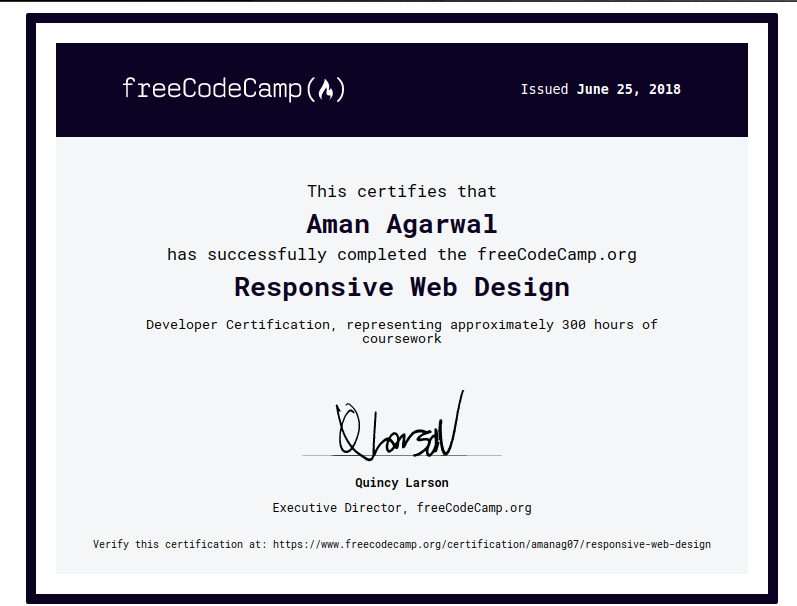 freeCodeCamp
Issued June 25, 2018
This certifies that
Aman Agarwal
has successfully completed the freeCodeCamp.org
Responsive Web Design
Developer Certification, representing approximately 300 hours of
coursework
Q Larson
Quincy Larson
Executive Director, freeCodeCamp.org
Verify this certification at: https://www.freecodecamp.org/certification/amanag07/responsive-web-design